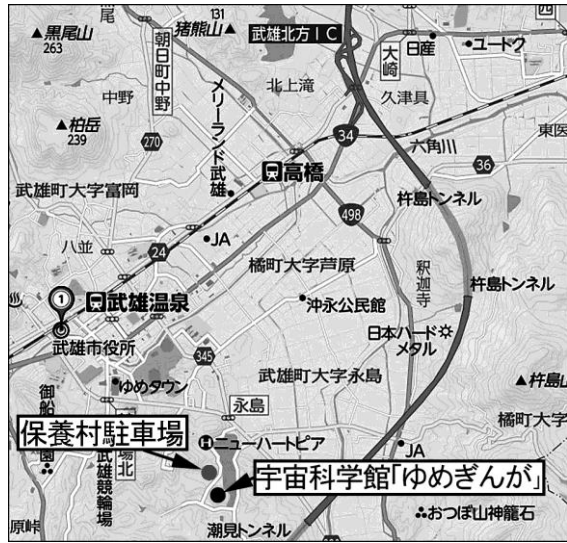 黒尾山
263
131
猪熊山
武雄北方IC
朝日町中野
北上滝
大崎
日産
ユートク
久津具
中野
柏岳
239
270
メリーランド武雄
34
六角川
東医
36
高橋
武雄町大字富岡
498
杵島トンネル
八並
24
JA
橘町大字芦原
釈迦寺
1
武雄温泉
沖永公民館
杵島トンネル
武雄市役所
日本ハード
メタル
345
ゆめタウン
武雄町大字永島
杵島山
御船
園
永島
橘町大字
保養村駐車場
場北
ニューハートピア
JA
武雄競輪場
宇宙科学館「ゆめぎんが」
原峠
潮見トンネル
おつぼ山神籠石